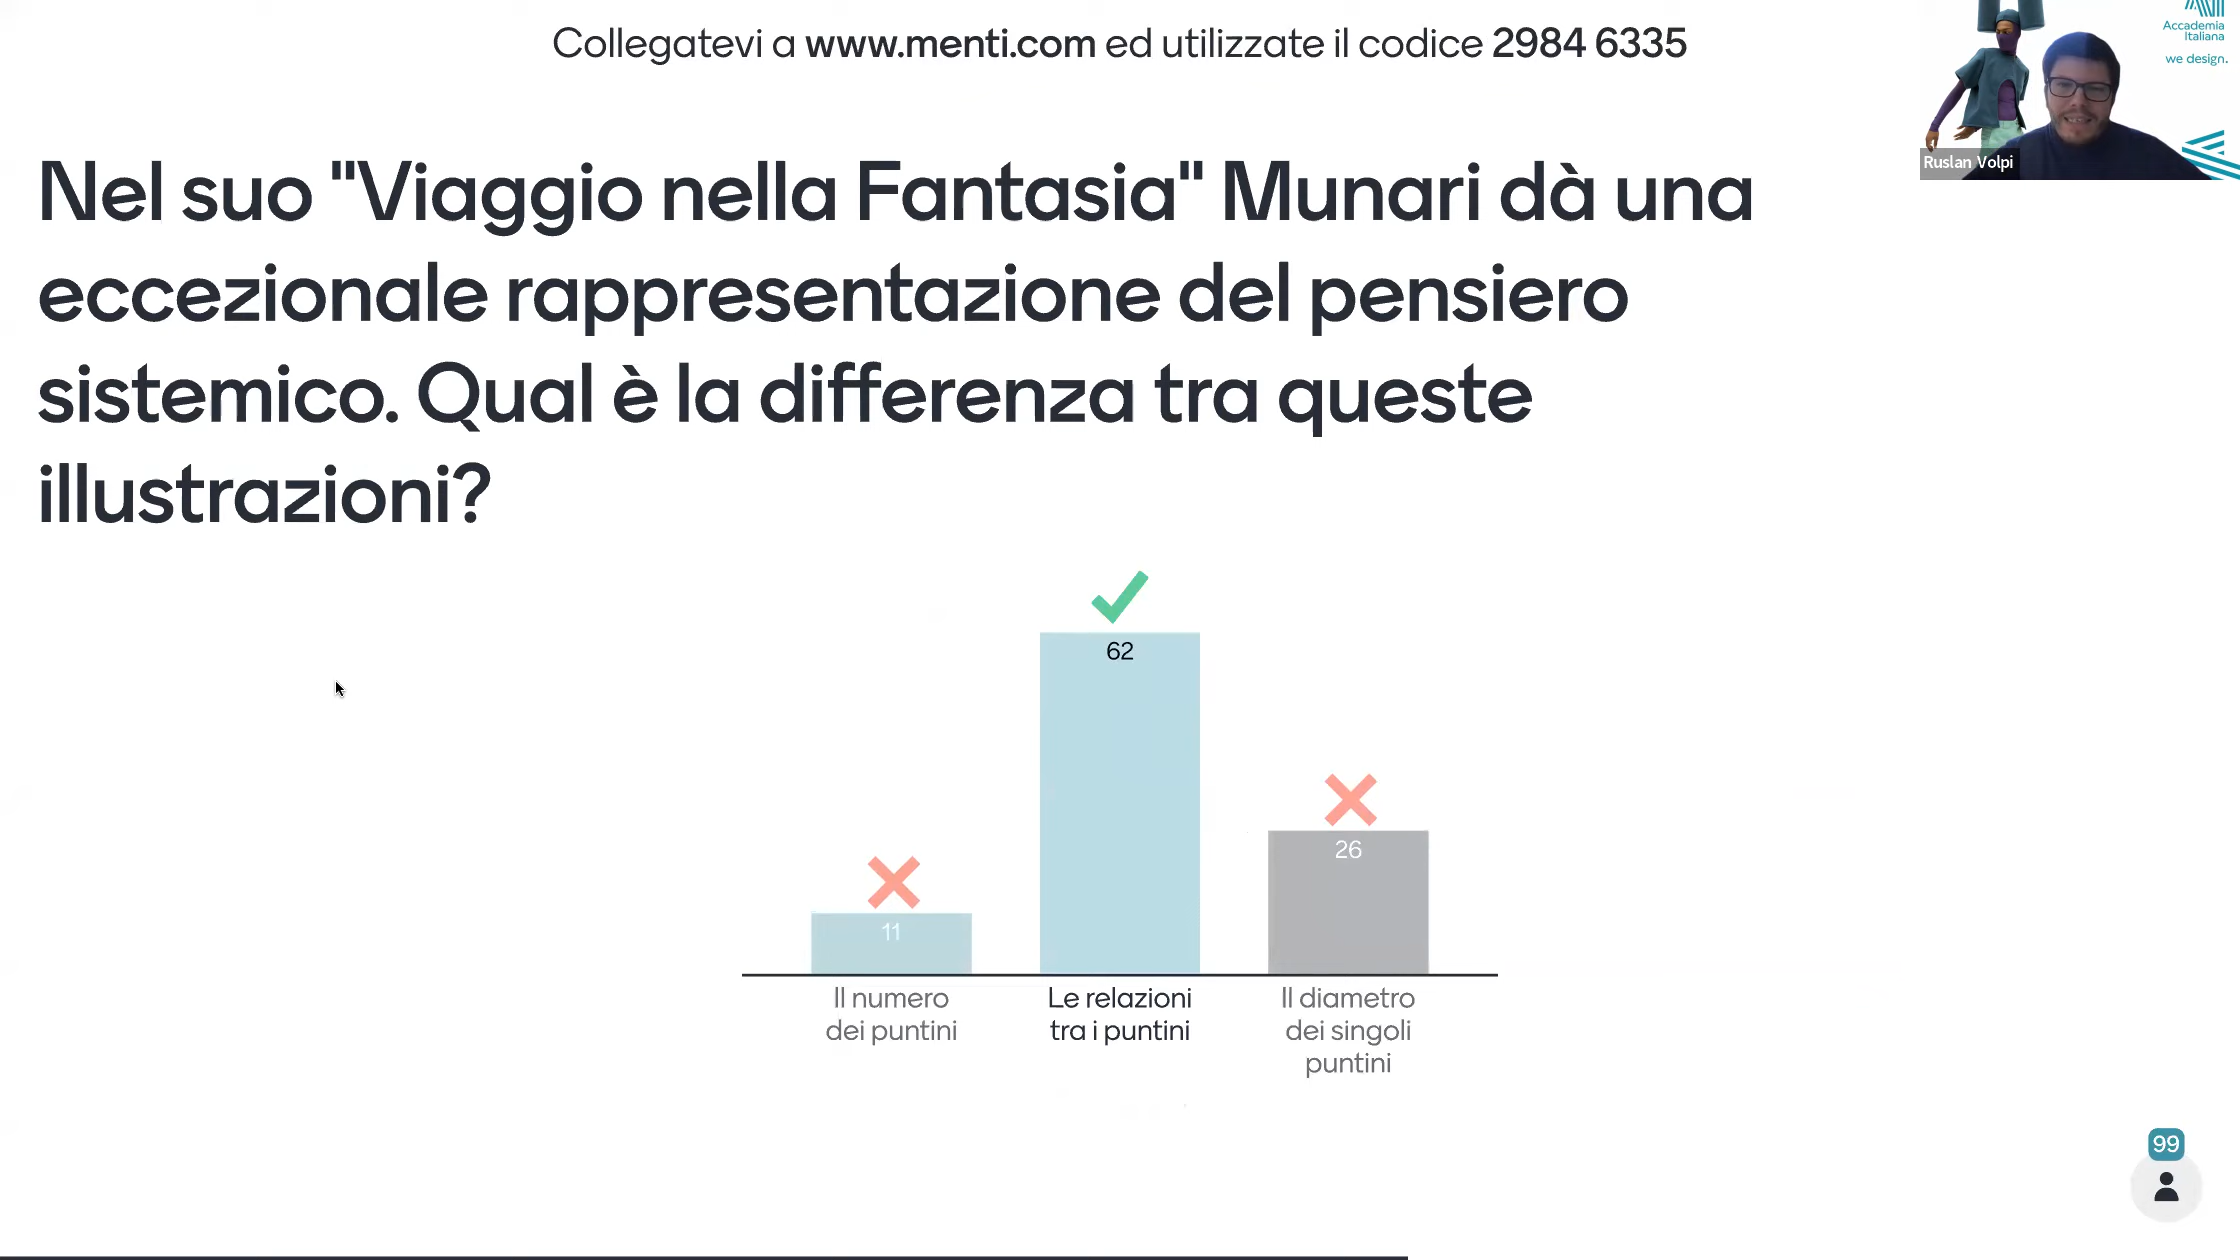 Collegatevi a www.menti.com ed utilizzate il codice 2984 6335
Accademia
Italiana
we design.
Ruslan Volpi
Nel suo "Viaggio nella Fantasia" Munari dà una
eccezionale rappresentazione del pensiero
sistemico. Qual è la differenza tra queste
illustrazioni?
62
26
11
Il numero
dei puntini
Le relazioni
tra i puntini
Il diametro
dei singoli
puntini
99